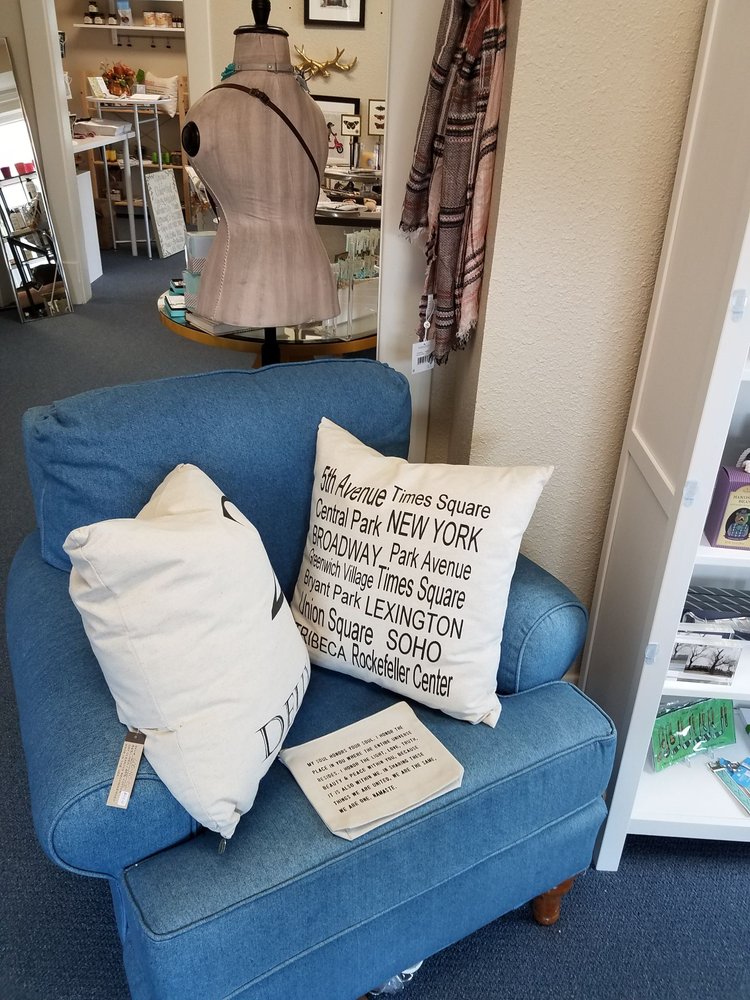 5th Avenue Times Square
Central Park NEW YORK
BROADWAY Park Avenue
Greenwich Village Times Square
Bryant Park LEXINGTON
Union Square SOHO
TRIBECA Rockefeller Center
MY SOUL HONORS YOUR SOUL. I HONOR THE
PLACE IN YOU WHERE THE ENTIRE UNIVERSE
RESIDES. I HONOR THE LIGHT, LOVE, TRUTH,
BEAUTY & PEACE WITHIN YOU, BECAUSE
IT IS ALSO WITHIN ME. IN SHARING THESE
THINGS WE ARE UNITED, WE ARE THE SAME,
WE ARE ONE. NAMASTE.